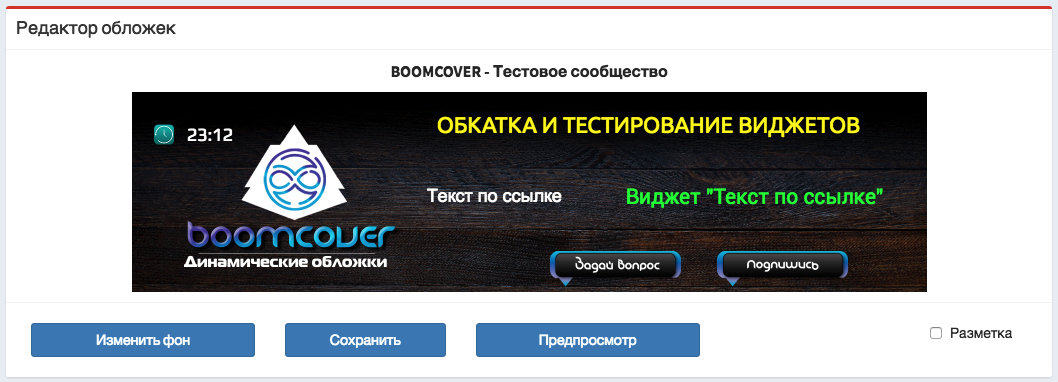 Редактор обложек
BOOMCOVER - Тестовое сообщество
23:12
ОБКАТКА И ТЕСТИРОВАНИЕ ВИДЖЕТОВ
Текст по ссылке
Виджет "Текст по ссылке"
boomcover
Динамические обложки
Задай вопрос
Подпишись
Изменить фон
Сохранить
Предпросмотр
Разметка